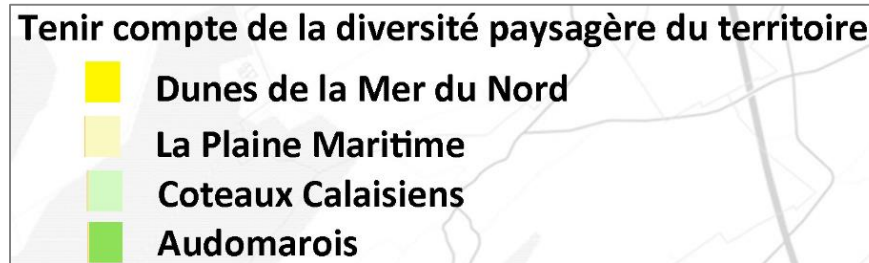 Tenir compte de la diversité paysagère du territoire
Dunes de la Mer du Nord
La Plaine Maritime
Coteaux Calaisiens
Audomarois